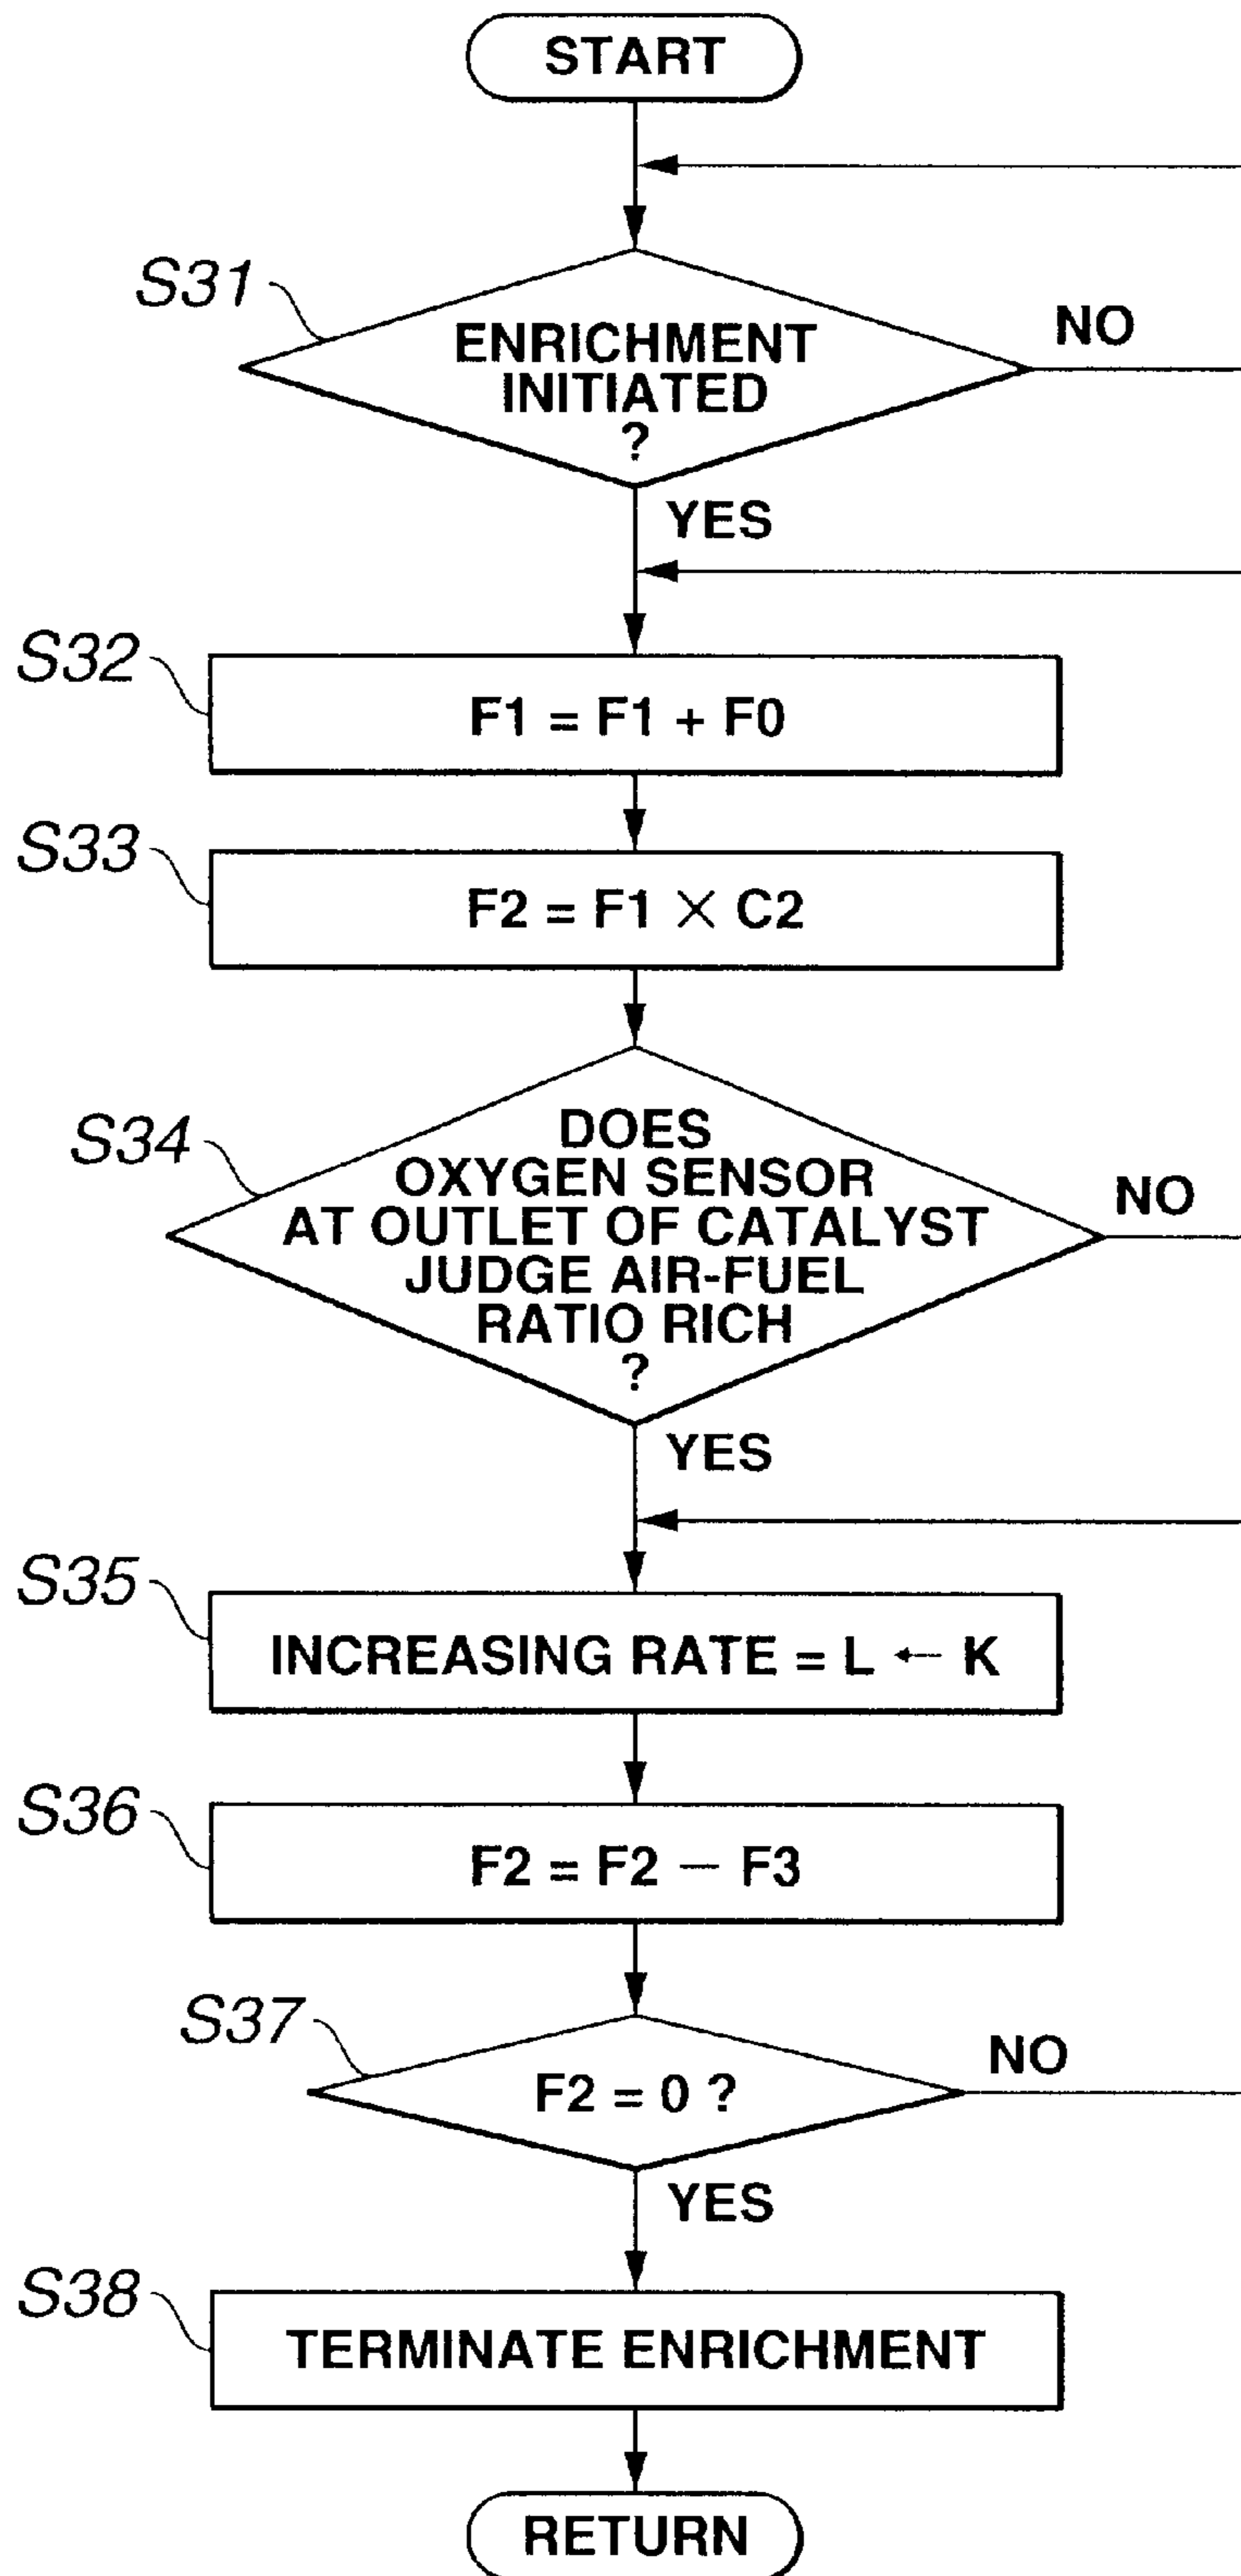 START
S31
ENRICHMENT
INITIATED
?
NO
YES
S32
F1 = F1 + F0
S33
F2 = F1 × C2
S34
DOES
OXYGEN SENSOR
AT OUTLET OF CATALYST
JUDGE AIR-FUEL
RATIO RICH
?
NO
YES
S35
INCREASING RATE = L ← K
S36
F2 = F2 − F3
S37
F2 = 0 ?
NO
YES
S38
TERMINATE ENRICHMENT
RETURN